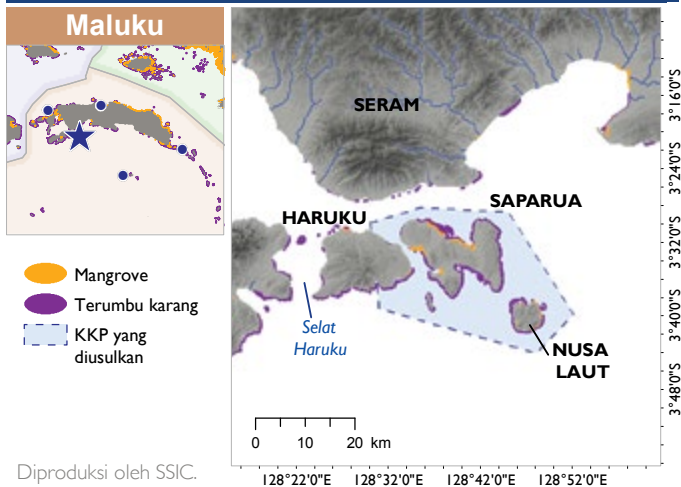 Maluku
SERAM
SAPARUA
HARUKU
Selat
Haruku
NUSA
LAUT
Mangrove
Terumbu karang
KKP yang
diusulkan
0 10 20 km
3°16'0"S
3°24'0"S
3°32'0"S
3°40'0"S
3°48'0"S
128°22'0"E 128°32'0"E 128°42'0"E 128°52'0"E
Diproduksi oleh SSIC.